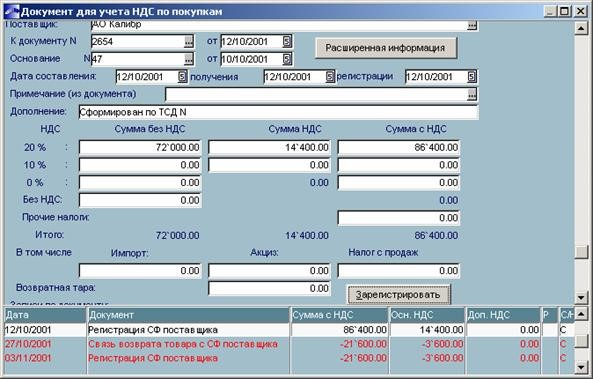 Документ для учета НДС по покупкам
Поставщик: АО Калибр ...
К документу N 2654 ... от 12/10/2001 Расширенная информация
Основание N 47 ... от 10/10/2001
Дата составления: 12/10/2001 получения 12/10/2001 регистрации 12/10/2001
Примечание (из документа) ...
Дополнение: Сформирован по ТСД N
НДС Сумма без НДС Сумма НДС Сумма с НДС
20 % : 72`000.00 14`400.00 86`400.00
10 % : 0.00 0.00 0.00
0 % : 0.00 0.00 0.00
Без НДС: 0.00 0.00
Прочие налоги: 0.00
Итого: 72`000.00 14`400.00 86`400.00
В том числе Импорт: Акциз: Налог с продаж
0.00 0.00 0.00
Возвратная тара: 0.00 Зарегистрировать
Записи по документу:
Дата Документ Сумма с НДС Осн. НДС Доп. НДС Р С/Н
12/10/2001 Регистрация СФ поставщика 86`400.00 14`400.00 0.00 С
27/10/2001 Связь возврата товара с СФ поставщика -21`600.00 -3`600.00 0.00 С
03/11/2001 Регистрация СФ поставщика -21`600.00 -3`600.00 0.00 С